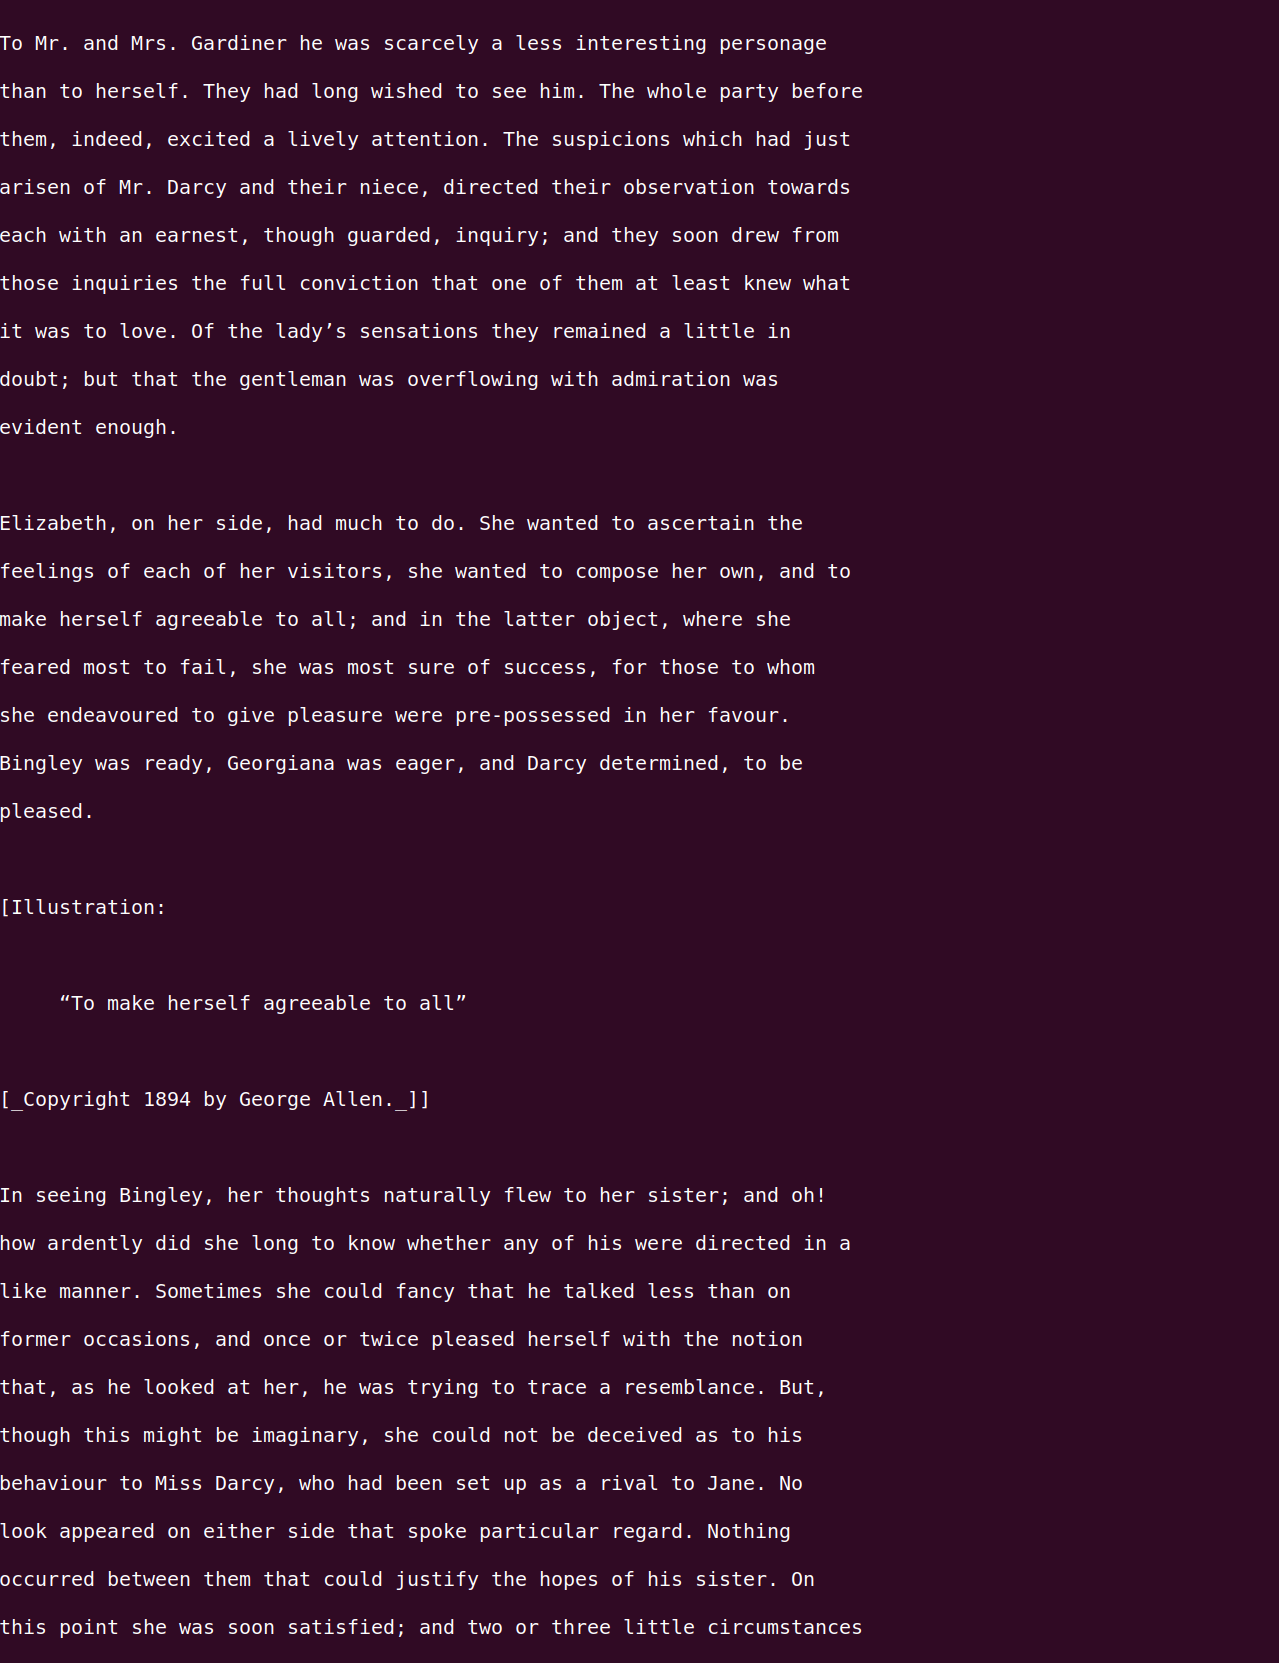 To Mr. and Mrs. Gardiner he was scarcely a less interesting personage
than to herself. They had long wished to see him. The whole party before
them, indeed, excited a lively attention. The suspicions which had just
arisen of Mr. Darcy and their niece, directed their observation towards
each with an earnest, though guarded, inquiry; and they soon drew from
those inquiries the full conviction that one of them at least knew what
it was to love. Of the lady’s sensations they remained a little in
doubt; but that the gentleman was overflowing with admiration was
evident enough.

Elizabeth, on her side, had much to do. She wanted to ascertain the
feelings of each of her visitors, she wanted to compose her own, and to
make herself agreeable to all; and in the latter object, where she
feared most to fail, she was most sure of success, for those to whom
she endeavoured to give pleasure were pre-possessed in her favour.
Bingley was ready, Georgiana was eager, and Darcy determined, to be
pleased.

[Illustration:

“To make herself agreeable to all”

[_Copyright 1894 by George Allen._]]

In seeing Bingley, her thoughts naturally flew to her sister; and oh!
how ardently did she long to know whether any of his were directed in a
like manner. Sometimes she could fancy that he talked less than on
former occasions, and once or twice pleased herself with the notion
that, as he looked at her, he was trying to trace a resemblance. But,
though this might be imaginary, she could not be deceived as to his
behaviour to Miss Darcy, who had been set up as a rival to Jane. No
look appeared on either side that spoke particular regard. Nothing
occurred between them that could justify the hopes of his sister. On
this point she was soon satisfied; and two or three little circumstances